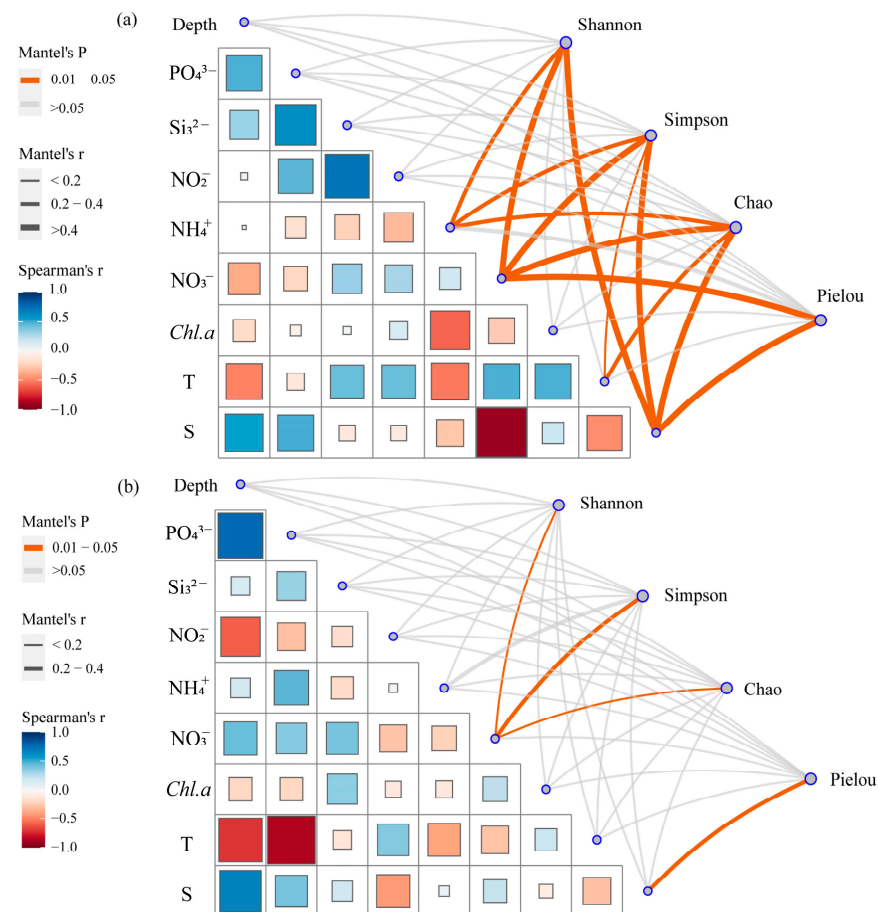 (a)
Depth
Shannon
Mantel's P
0.01 0.05
>0.05
PO₄³⁻
Si₃²⁻
Simpson
Mantel's r
< 0.2
0.2 − 0.4
>0.4
NO₂⁻
NH₄⁺
Chao
Spearman's r
1.0
0.5
0.0
−0.5
−1.0
NO₃⁻
Pielou
Chl.a
T
S
(b)
Depth
Shannon
Mantel's P
0.01 − 0.05
>0.05
PO₄³⁻
Si₃²⁻
Simpson
Mantel's r
< 0.2
0.2 − 0.4
NO₂⁻
NH₄⁺
Chao
Spearman's r
1.0
0.5
0.0
−0.5
−1.0
NO₃⁻
Pielou
Chl.a
T
S